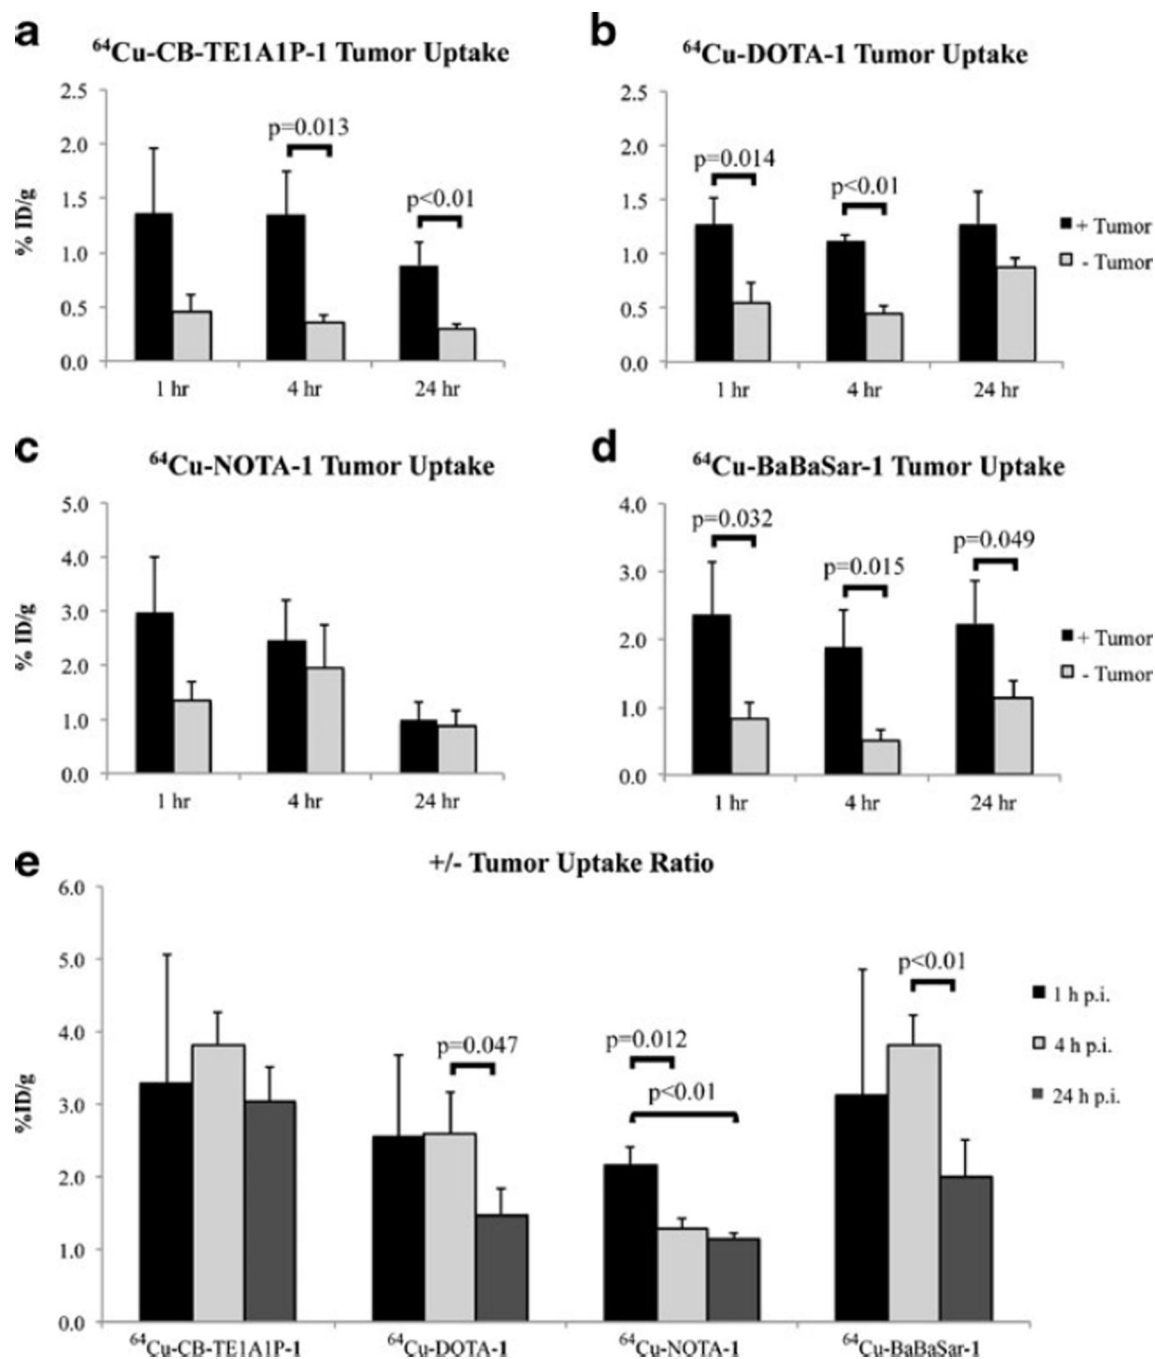 a
⁶⁴Cu-CB-TE1A1P-1 Tumor Uptake
% ID/g
2.5
2.0
1.5
1.0
0.5
0.0
p=0.013
p<0.01
1 hr
4 hr
24 hr
b
⁶⁴Cu-DOTA-1 Tumor Uptake
2.5
2.0
1.5
1.0
0.5
0.0
p=0.014
p<0.01
1 hr
4 hr
24 hr
+ Tumor
- Tumor
c
⁶⁴Cu-NOTA-1 Tumor Uptake
% ID/g
5.0
4.0
3.0
2.0
1.0
0.0
1 hr
4 hr
24 hr
d
⁶⁴Cu-BaBaSar-1 Tumor Uptake
4.0
3.0
2.0
1.0
0.0
p=0.032
p=0.015
p=0.049
1 hr
4 hr
24 hr
+ Tumor
- Tumor
e
+/- Tumor Uptake Ratio
%ID/g
6.0
5.0
4.0
3.0
2.0
1.0
0.0
p=0.047
p=0.012
p<0.01
p<0.01
1 h p.i.
4 h p.i.
24 h p.i.
⁶⁴Cu-CB-TE1A1P-1
⁶⁴Cu-DOTA-1
⁶⁴Cu-NOTA-1
⁶⁴Cu-BaBaSar-1